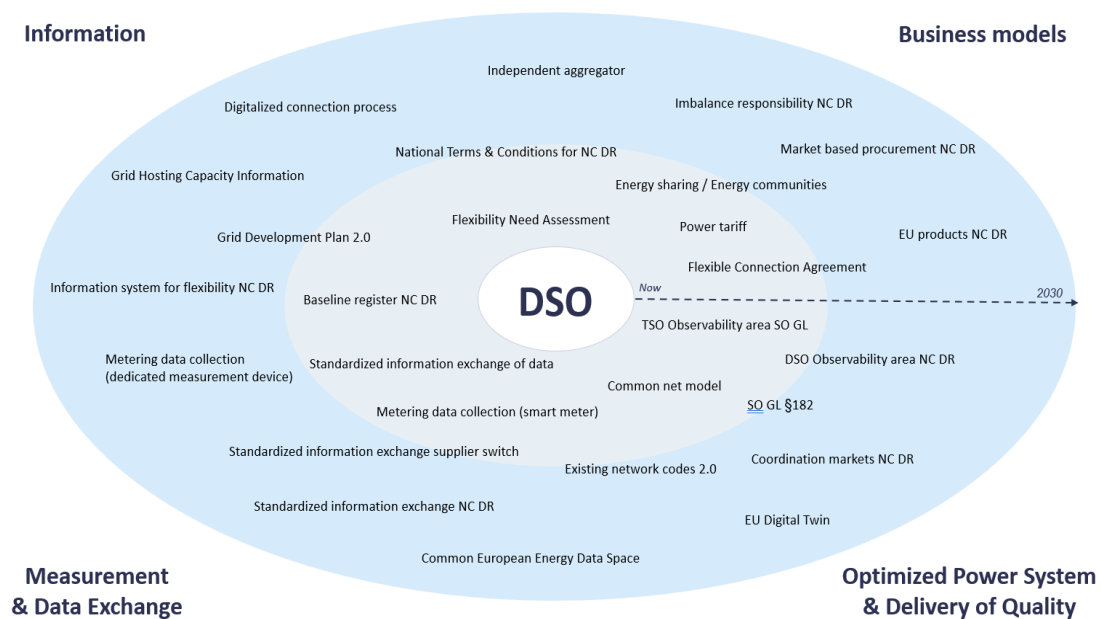 Information
Business models
Independent aggregator
Digitalized connection process
Imbalance responsibility NC DR
National Terms & Conditions for NC DR
Market based procurement NC DR
Grid Hosting Capacity Information
Energy sharing / Energy communities
Flexibility Need Assessment
Power tariff
Grid Development Plan 2.0
EU products NC DR
Flexible Connection Agreement
Information system for flexibility NC DR
Baseline register NC DR
DSO
Now
2030
TSO Observability area SO GL
Metering data collection
(dedicated measurement device)
Standardized information exchange of data
DSO Observability area NC DR
Common net model
Metering data collection (smart meter)
SO GL §182
Standardized information exchange supplier switch
Existing network codes 2.0
Coordination markets NC DR
Standardized information exchange NC DR
EU Digital Twin
Common European Energy Data Space
Measurement
& Data Exchange
Optimized Power System
& Delivery of Quality